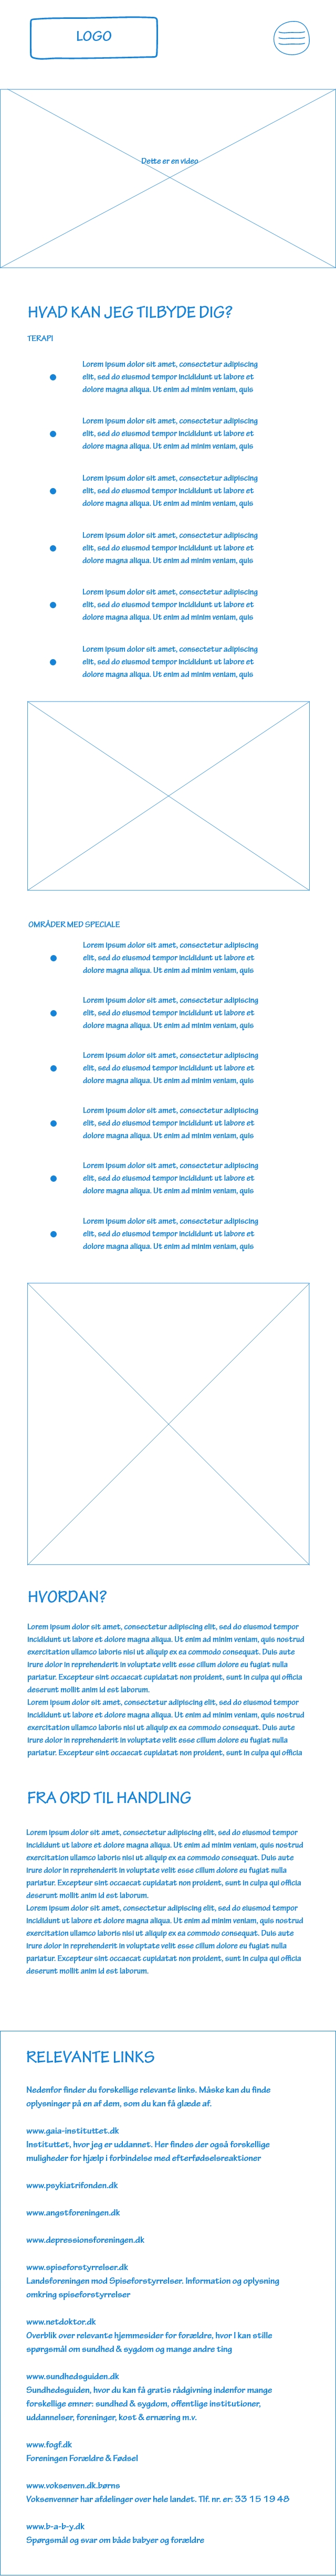 LOGO
Dette er en video
HVAD KAN JEG TILBYDE DIG?
TERAPI
Lorem ipsum dolor sit amet, consectetur adipiscing
elit, sed do eiusmod tempor incididunt ut labore et
dolore magna aliqua. Ut enim ad minim veniam, quis
Lorem ipsum dolor sit amet, consectetur adipiscing
elit, sed do eiusmod tempor incididunt ut labore et
dolore magna aliqua. Ut enim ad minim veniam, quis
Lorem ipsum dolor sit amet, consectetur adipiscing
elit, sed do eiusmod tempor incididunt ut labore et
dolore magna aliqua. Ut enim ad minim veniam, quis
Lorem ipsum dolor sit amet, consectetur adipiscing
elit, sed do eiusmod tempor incididunt ut labore et
dolore magna aliqua. Ut enim ad minim veniam, quis
Lorem ipsum dolor sit amet, consectetur adipiscing
elit, sed do eiusmod tempor incididunt ut labore et
dolore magna aliqua. Ut enim ad minim veniam, quis
Lorem ipsum dolor sit amet, consectetur adipiscing
elit, sed do eiusmod tempor incididunt ut labore et
dolore magna aliqua. Ut enim ad minim veniam, quis
OMRÅDER MED SPECIALE
Lorem ipsum dolor sit amet, consectetur adipiscing
elit, sed do eiusmod tempor incididunt ut labore et
dolore magna aliqua. Ut enim ad minim veniam, quis
Lorem ipsum dolor sit amet, consectetur adipiscing
elit, sed do eiusmod tempor incididunt ut labore et
dolore magna aliqua. Ut enim ad minim veniam, quis
Lorem ipsum dolor sit amet, consectetur adipiscing
elit, sed do eiusmod tempor incididunt ut labore et
dolore magna aliqua. Ut enim ad minim veniam, quis
Lorem ipsum dolor sit amet, consectetur adipiscing
elit, sed do eiusmod tempor incididunt ut labore et
dolore magna aliqua. Ut enim ad minim veniam, quis
Lorem ipsum dolor sit amet, consectetur adipiscing
elit, sed do eiusmod tempor incididunt ut labore et
dolore magna aliqua. Ut enim ad minim veniam, quis
Lorem ipsum dolor sit amet, consectetur adipiscing
elit, sed do eiusmod tempor incididunt ut labore et
dolore magna aliqua. Ut enim ad minim veniam, quis
HVORDAN?
Lorem ipsum dolor sit amet, consectetur adipiscing elit, sed do eiusmod tempor
incididunt ut labore et dolore magna aliqua. Ut enim ad minim veniam, quis nostrud
exercitation ullamco laboris nisi ut aliquip ex ea commodo consequat. Duis aute
irure dolor in reprehenderit in voluptate velit esse cillum dolore eu fugiat nulla
pariatur. Excepteur sint occaecat cupidatat non proident, sunt in culpa qui officia
deserunt mollit anim id est laborum.
Lorem ipsum dolor sit amet, consectetur adipiscing elit, sed do eiusmod tempor
incididunt ut labore et dolore magna aliqua. Ut enim ad minim veniam, quis nostrud
exercitation ullamco laboris nisi ut aliquip ex ea commodo consequat. Duis aute
irure dolor in reprehenderit in voluptate velit esse cillum dolore eu fugiat nulla
pariatur. Excepteur sint occaecat cupidatat non proident, sunt in culpa qui officia
FRA ORD TIL HANDLING
Lorem ipsum dolor sit amet, consectetur adipiscing elit, sed do eiusmod tempor
incididunt ut labore et dolore magna aliqua. Ut enim ad minim veniam, quis nostrud
exercitation ullamco laboris nisi ut aliquip ex ea commodo consequat. Duis aute
irure dolor in reprehenderit in voluptate velit esse cillum dolore eu fugiat nulla
pariatur. Excepteur sint occaecat cupidatat non proident, sunt in culpa qui officia
deserunt mollit anim id est laborum.
Lorem ipsum dolor sit amet, consectetur adipiscing elit, sed do eiusmod tempor
incididunt ut labore et dolore magna aliqua. Ut enim ad minim veniam, quis nostrud
exercitation ullamco laboris nisi ut aliquip ex ea commodo consequat. Duis aute
irure dolor in reprehenderit in voluptate velit esse cillum dolore eu fugiat nulla
pariatur. Excepteur sint occaecat cupidatat non proident, sunt in culpa qui officia
deserunt mollit anim id est laborum.
RELEVANTE LINKS
Nedenfor finder du forskellige relevante links. Måske kan du finde
oplysninger på en af dem, som du kan få glæde af.
www.gaia-instituttet.dk
Instituttet, hvor jeg er uddannet. Her findes der også forskellige
muligheder for hjælp i forbindelse med efterfødselsreaktioner
www.psykiatrifonden.dk
www.angstforeningen.dk
www.depressionsforeningen.dk
www.spiseforstyrrelser.dk
Landsforeningen mod Spiseforstyrrelser. Information og oplysning
omkring spiseforstyrrelser
www.netdoktor.dk
Overblik over relevante hjemmesider for forældre, hvor I kan stille
spørgsmål om sundhed & sygdom og mange andre ting
www.sundhedsguiden.dk
Sundhedsguiden, hvor du kan få gratis rådgivning indenfor mange
forskellige emner: sundhed & sygdom, offentlige institutioner,
uddannelser, foreninger, kost & ernæring m.v.
www.fogf.dk
Foreningen Forældre & Fødsel
www.voksenven.dk.børns
Voksenvenner har afdelinger over hele landet. Tlf. nr. er: 33 15 19 48
www.b-a-b-y.dk
Spørgsmål og svar om både babyer og forældre